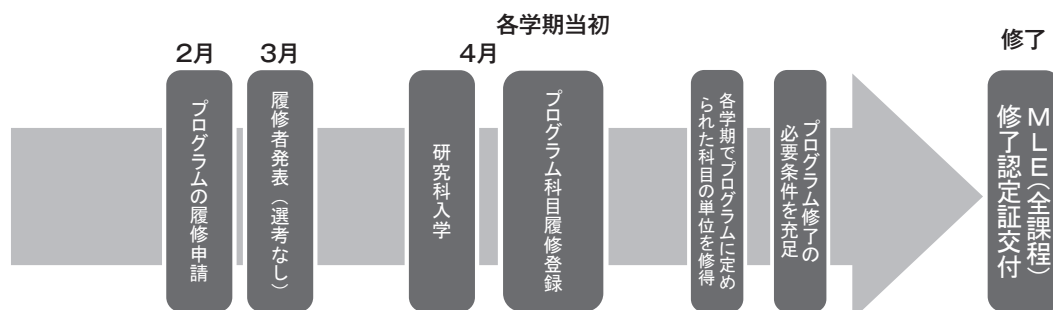 各学期当初
2月
3月
4月
修了
プログラムの履修申請
履修者発表（選考なし）
研究科入学
プログラム科目履修登録
各学期でプログラムに定め
られた科目の単位を修得
プログラム修了の
必要条件を充足
MLE（全課程）
修了認定証交付